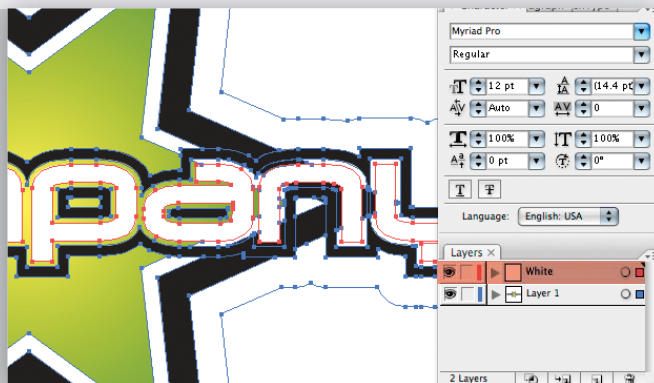 panu
Myriad Pro
Regular
12 pt (14.4 pt)
Auto 0
100% 100%
0 pt 0°
Language: English: USA
Layers
White
Layer 1
2 Layers